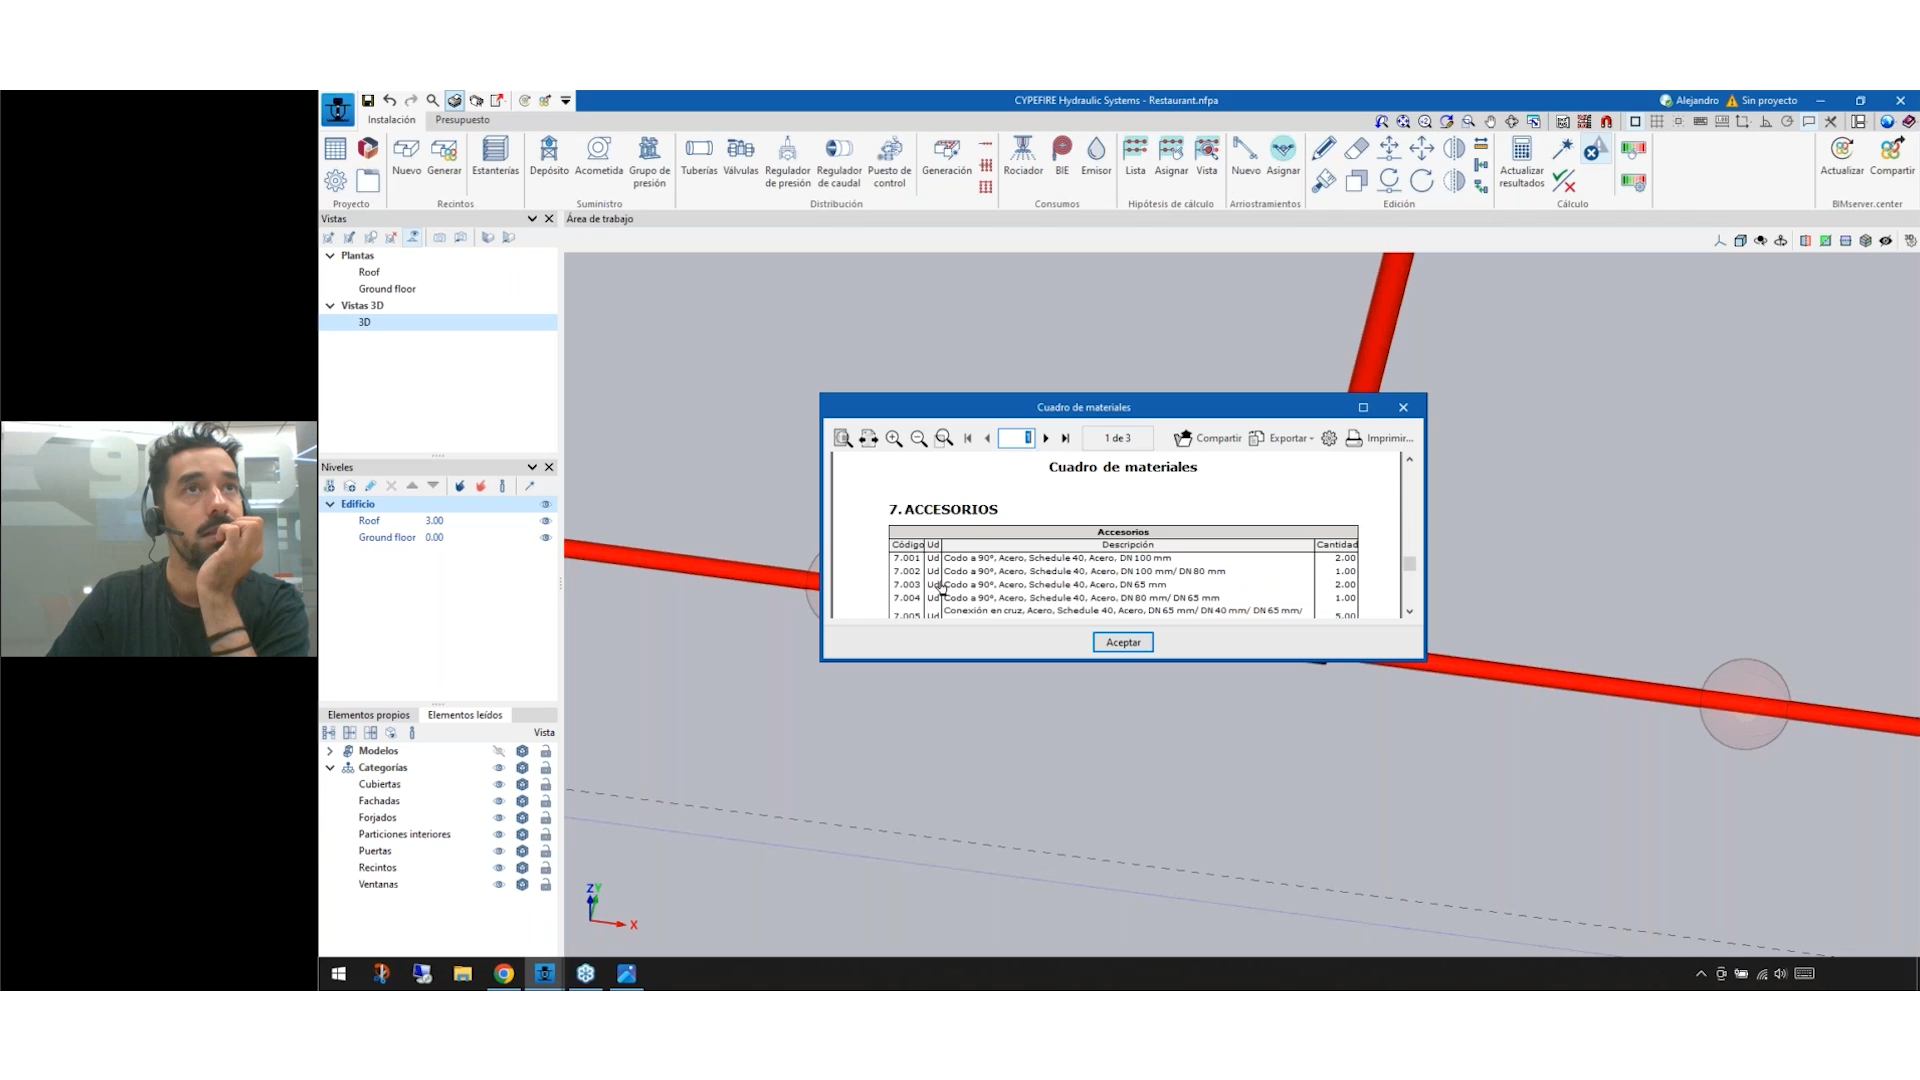 CYPEFIRE Hydraulic Systems - Restaurant.nfpa
Alejandro
Sin proyecto
Instalación
Presupuesto
Nuevo
Generar
Estanterías
Depósito
Acometida
Grupo de presión
Tuberías
Válvulas
Regulador de presión
Regulador de caudal
Puesto de control
Generación
Rociador
BIE
Emisor
Lista
Asignar
Vista
Nuevo
Asignar
Actualizar resultados
Actualizar
Compartir
Proyecto
Recintos
Suministro
Distribución
Consumos
Hipótesis de cálculo
Arriostramientos
Edición
Cálculo
BIMserver.center
Vistas
Área de trabajo
Plantas
Roof
Ground floor
Vistas 3D
3D
Niveles
Edificio
Roof 3.00
Ground floor 0.00
Elementos propios
Elementos leídos
Vista
Modelos
Categorías
Cubiertas
Fachadas
Forjados
Particiones interiores
Puertas
Recintos
Ventanas
Cuadro de materiales
1
1 de 3
Compartir
Exportar
Imprimir...
Cuadro de materiales
7. ACCESORIOS
Accesorios
Código Ud Descripción Cantidad
7.001 Ud Codo a 90°, Acero, Schedule 40, Acero, DN 100 mm 2.00
7.002 Ud Codo a 90°, Acero, Schedule 40, Acero, DN 100 mm/ DN 80 mm 1.00
7.003 Ud Codo a 90°, Acero, Schedule 40, Acero, DN 65 mm 2.00
7.004 Ud Codo a 90°, Acero, Schedule 40, Acero, DN 80 mm/ DN 65 mm 1.00
Conexión en cruz, Acero, Schedule 40, Acero, DN 65 mm/ DN 40 mm/ DN 65 mm/
7.005 Ud 5.00
Aceptar
Z
Y
X